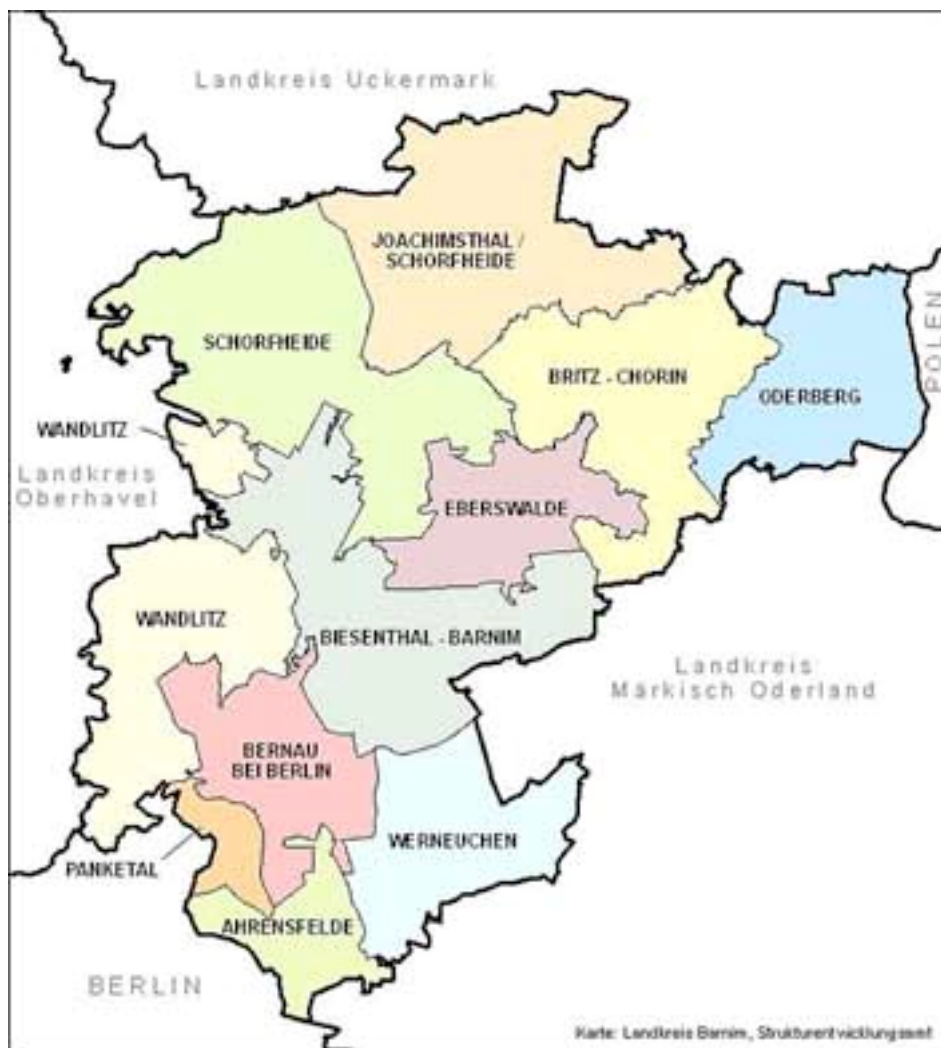 Landkreis Uckermark
JOACHIMSTHAL /
SCHORFHEIDE
SCHORFHEIDE
POLEN
BRITZ - CHORIN
ODERBERG
WANDLITZ
Landkreis
Oberhavel
EBERSWALDE
WANDLITZ
BIESENTHAL - BARNIM
Landkreis
Märkisch Oderland
BERNAU
BEI BERLIN
WERNEUCHEN
PANKETAL
AHRENSFELDE
BERLIN
Karte: Landkreis Barnim, Strukturentwicklungsamt